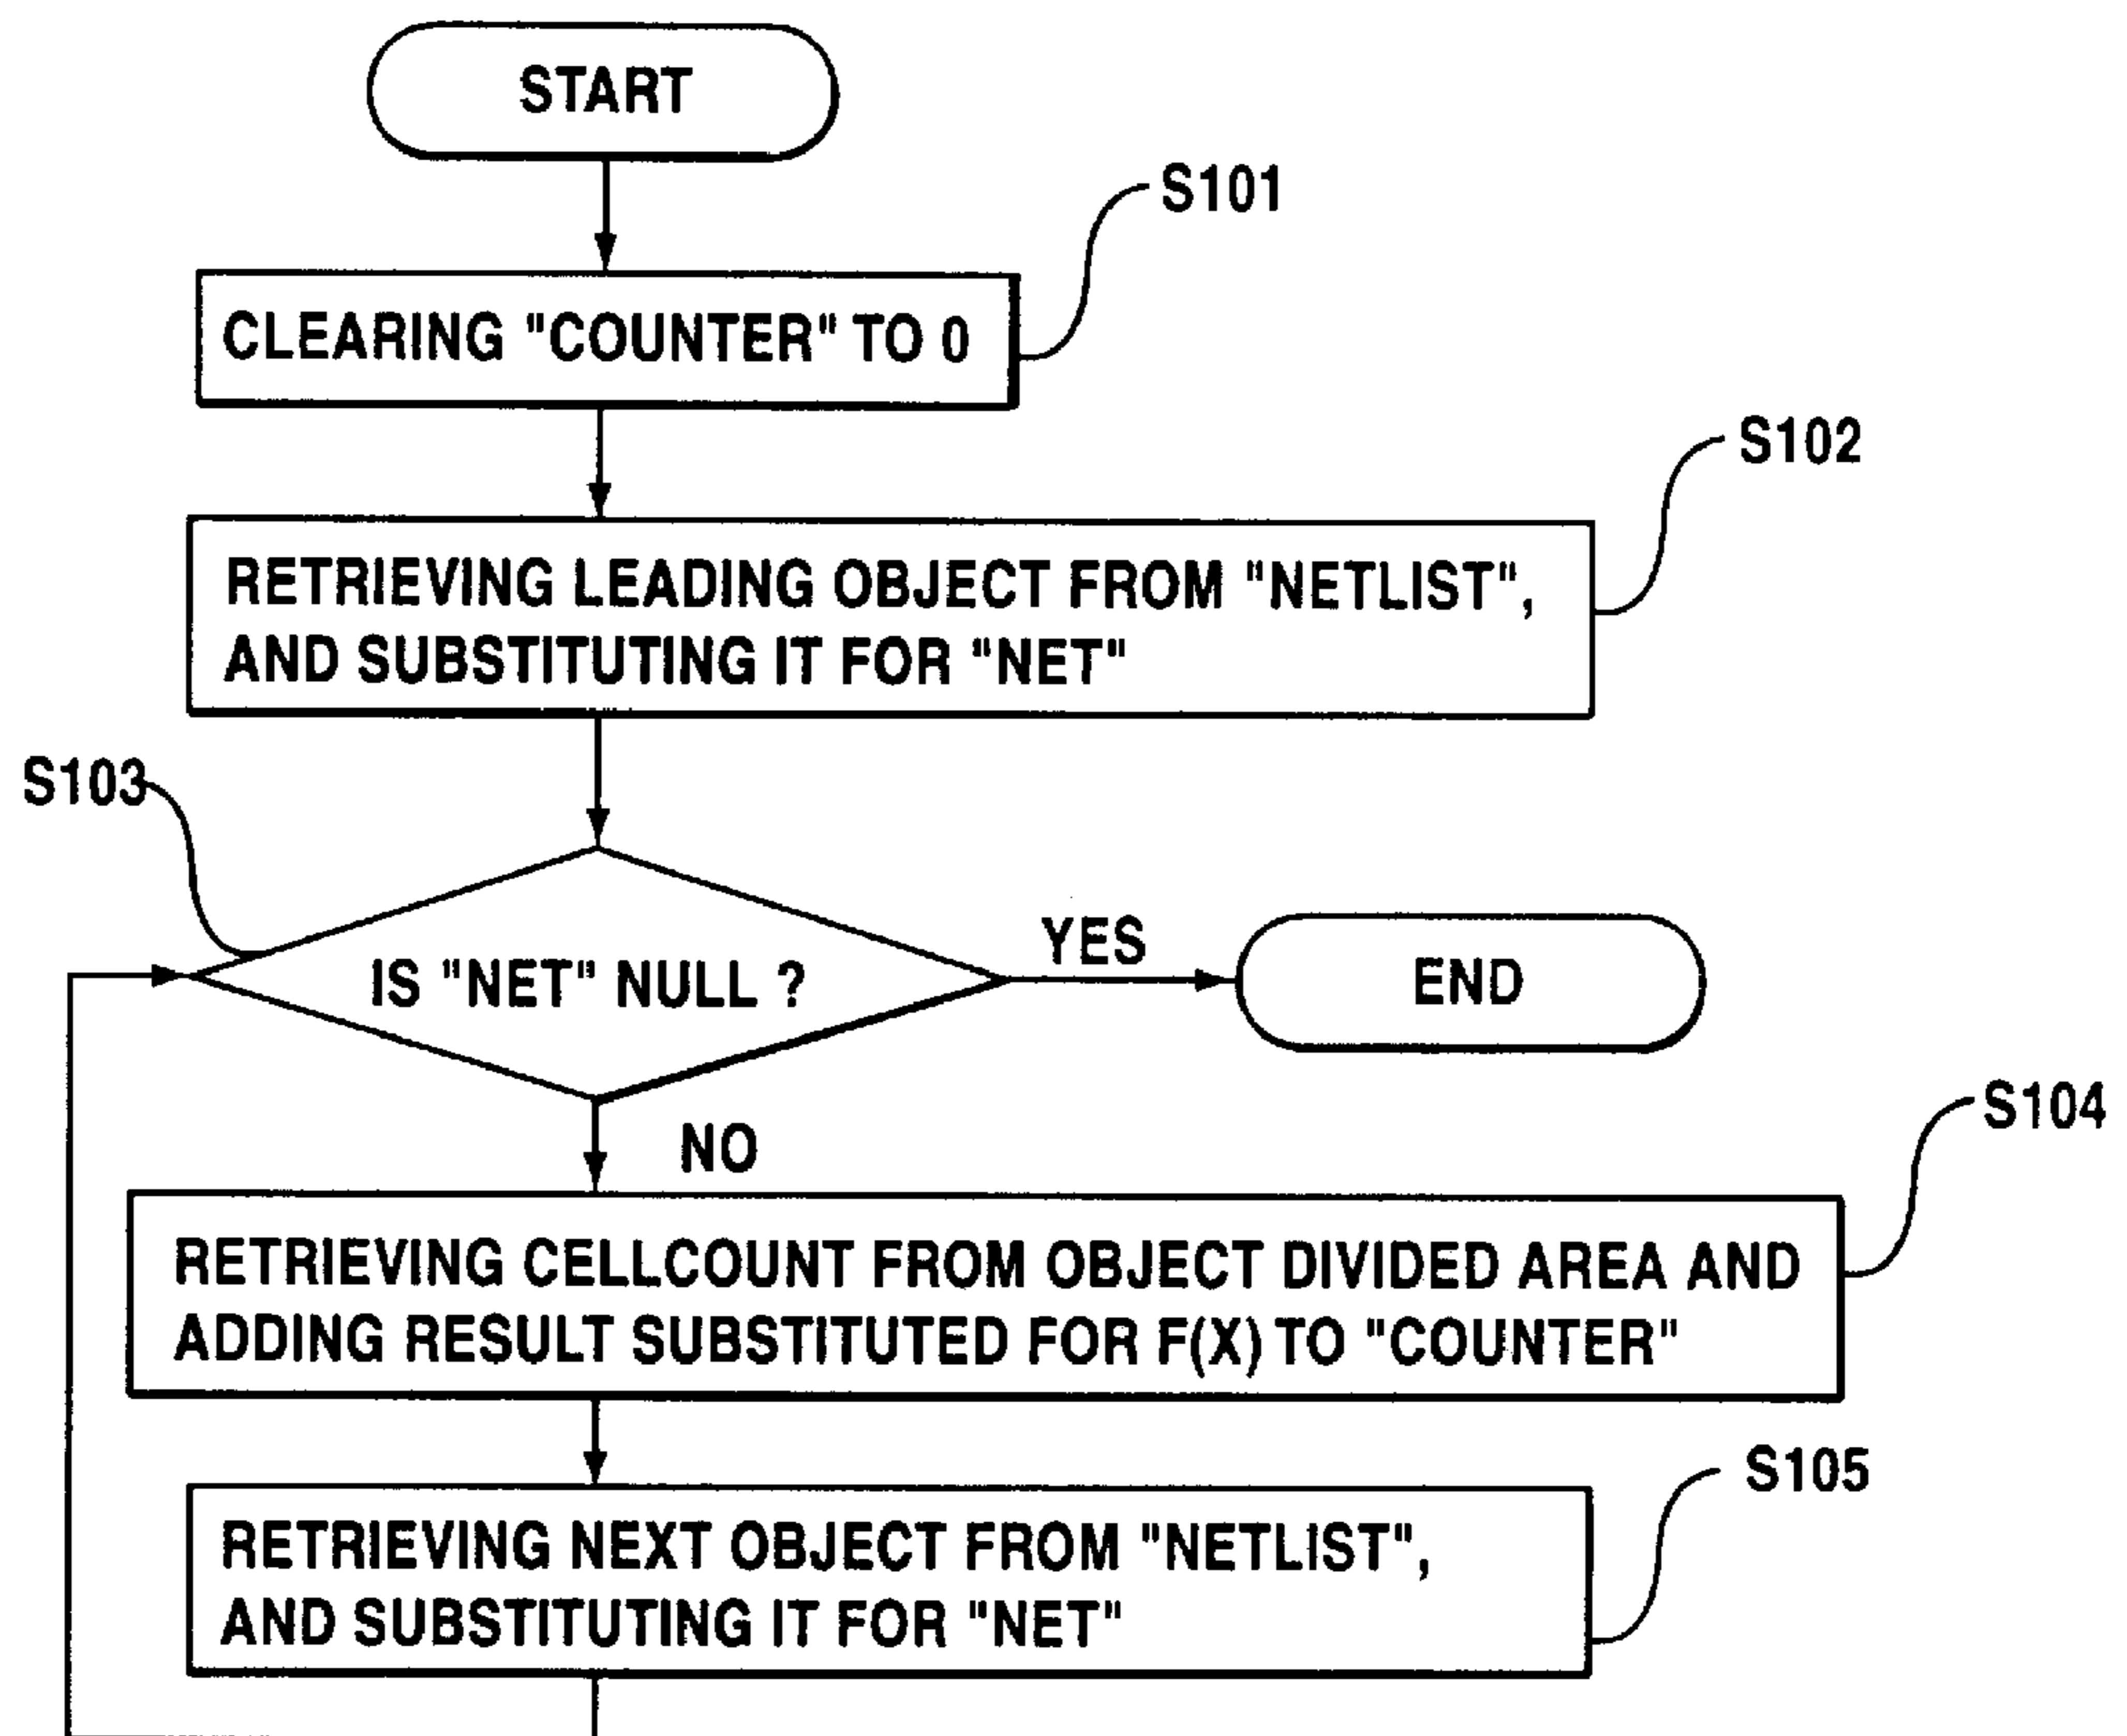 START
S101
CLEARING "COUNTER" TO 0
S102
RETRIEVING LEADING OBJECT FROM "NETLIST",
AND SUBSTITUTING IT FOR "NET"
S103
IS "NET" NULL ?
YES
END
NO
S104
RETRIEVING CELLCOUNT FROM OBJECT DIVIDED AREA AND
ADDING RESULT SUBSTITUTED FOR F(X) TO "COUNTER"
S105
RETRIEVING NEXT OBJECT FROM "NETLIST",
AND SUBSTITUTING IT FOR "NET"